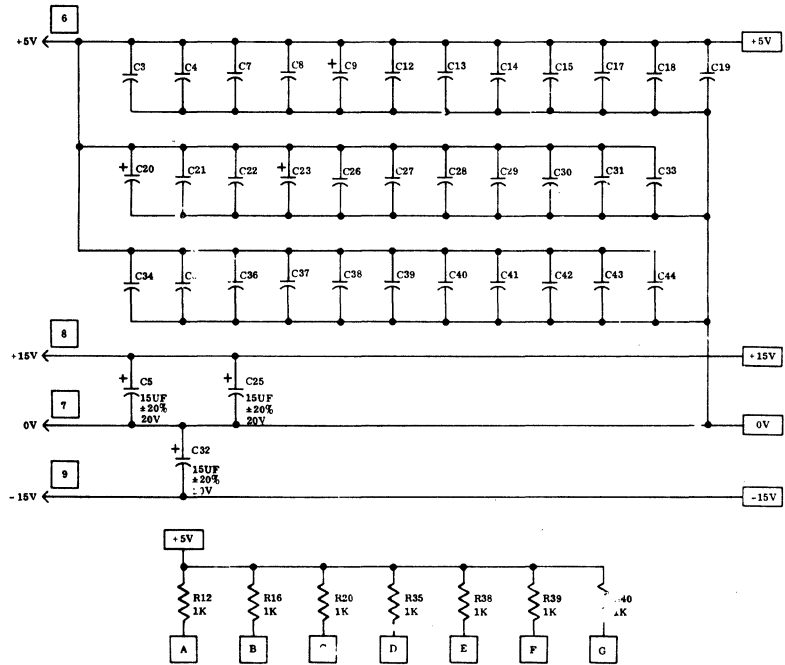 6
+5V
+5V
C3
C4
C7
C8
+ C9
C12
C13
C14
C15
C17
C18
C19
+ C20
C21
C22
+ C23
C26
C27
C28
C29
C30
C31
C33
C34
C36
C37
C38
C39
C40
C41
C42
C43
C44
8
+15V
+15V
+ C5
15UF
±20%
20V
+ C25
15UF
±20%
20V
7
0V
0V
+ C32
15UF
±20%
9
-15V
-15V
+5V
R12
1K
R16
1K
R20
1K
R35
1K
R38
1K
R39
1K
40
A
B
D
E
F
G